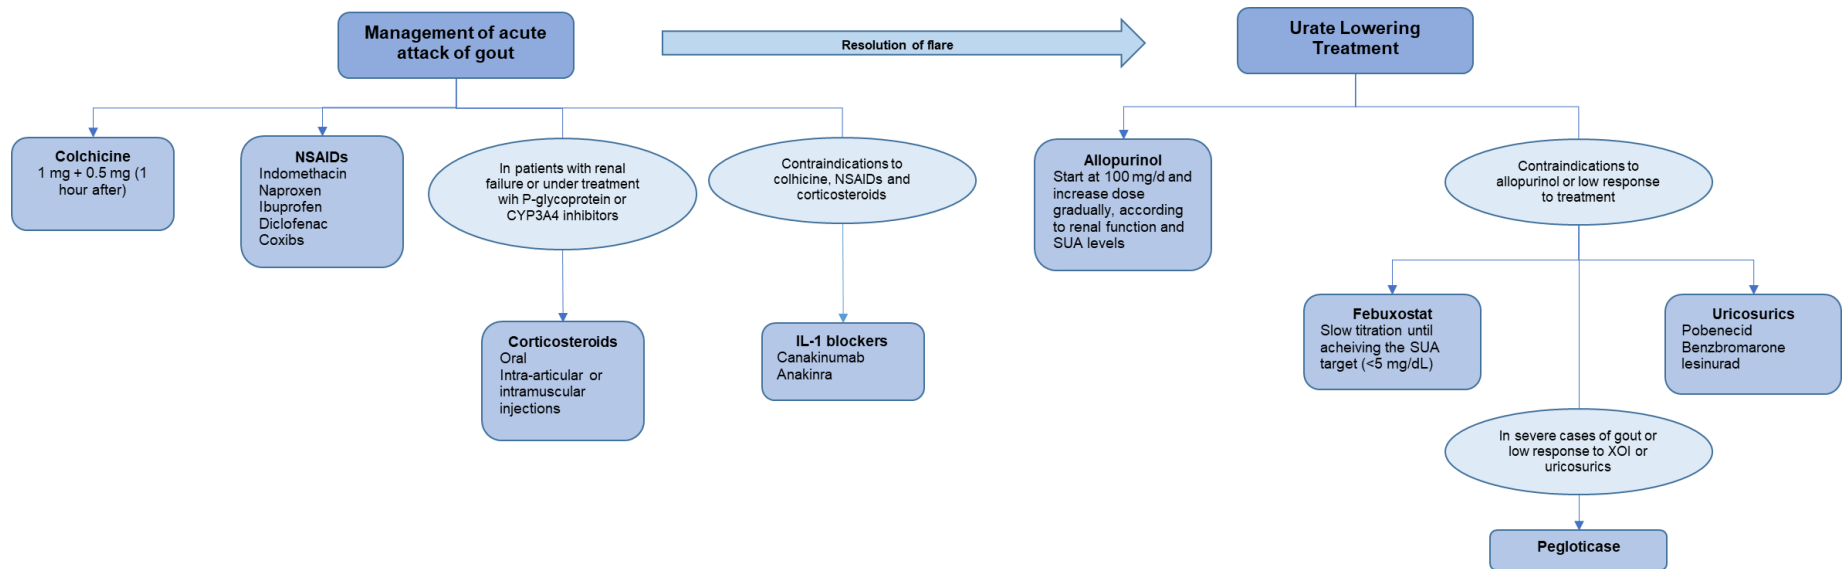 Management of acute
attack of gout
Resolution of flare
Urate Lowering
Treatment
Colchicine
1 mg + 0.5 mg (1
hour after)
NSAIDs
Indomethacin
Naproxen
Ibuprofen
Diclofenac
Coxibs
In patients with renal
failure or under treatment
wih P-glycoprotein or
CYP3A4 inhibitors
Contraindications to
colhicine, NSAIDs and
corticosteroids
Allopurinol
Start at 100 mg/d and
increase dose
gradually, according
to renal function and
SUA levels
Contraindications to
allopurinol or low response
to treatment
Corticosteroids
Oral
Intra-articular or
intramuscular
injections
IL-1 blockers
Canakinumab
Anakinra
Febuxostat
Slow titration until
acheiving the SUA
target (<5 mg/dL)
Uricosurics
Pobenecid
Benzbromarone
lesinurad
In severe cases of gout or
low response to XOI or
uricosurics
Pegloticase